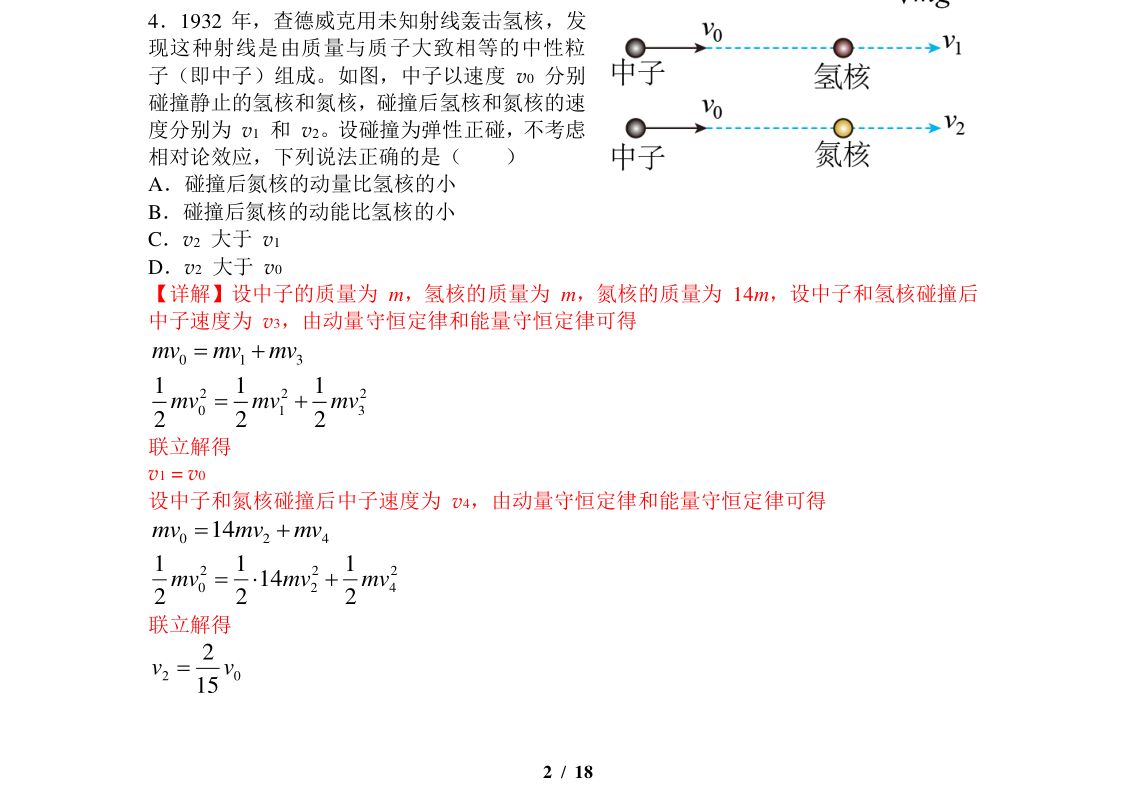 √mg
4．1932 年，查德威克用未知射线轰击氢核，发
现这种射线是由质量与质子大致相等的中性粒
子（即中子）组成。如图，中子以速度 v0 分别
碰撞静止的氢核和氮核，碰撞后氢核和氮核的速
度分别为 v1 和 v2。设碰撞为弹性正碰，不考虑
相对论效应，下列说法正确的是（　　）
v0 v1
中子 氢核
v0 v2
中子 氮核
A．碰撞后氮核的动量比氢核的小
B．碰撞后氮核的动能比氢核的小
C．v2 大于 v1
D．v2 大于 v0
【详解】设中子的质量为 m，氢核的质量为 m，氮核的质量为 14m，设中子和氢核碰撞后
中子速度为 v3，由动量守恒定律和能量守恒定律可得
mv₀ = mv₁ + mv₃
1/2 mv₀² = 1/2 mv₁² + 1/2 mv₃²
联立解得
v1 = v0
设中子和氮核碰撞后中子速度为 v4，由动量守恒定律和能量守恒定律可得
mv₀ = 14mv₂ + mv₄
1/2 mv₀² = 1/2 ·14mv₂² + 1/2 mv₄²
联立解得
v₂ = 2/15 v₀
2 / 18